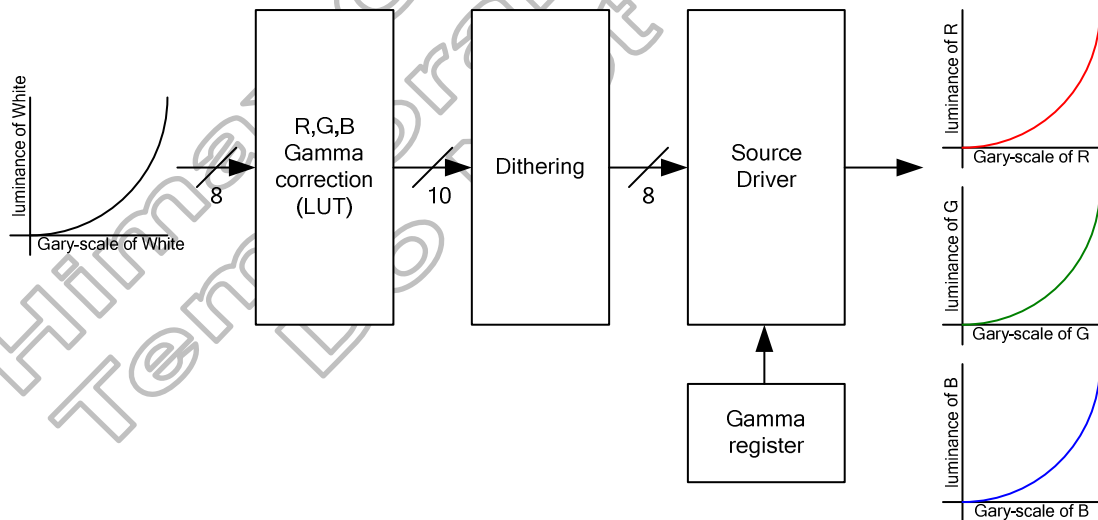 luminance of White
Gary-scale of White
8
R,G,B
Gamma
correction
(LUT)
10
Dithering
8
Source
Driver
Gamma
register
luminance of R
Gary-scale of R
luminance of G
Gary-scale of G
luminance of B
Gary-scale of B